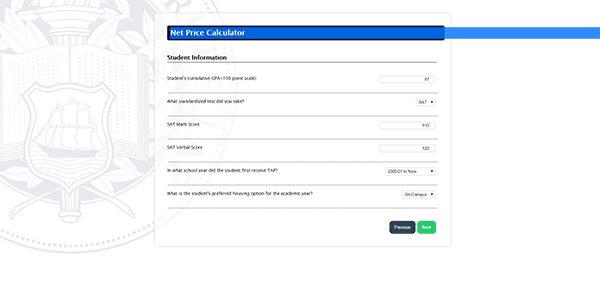 Net Price Calculator
Student Information
Student's cumulative GPA (100 point scale) 87
What standardized test did you take? SAT
SAT Math Score 610
SAT Verbal Score 520
In what school year did the student first receive TAP? 2000-01 to Now
What is the student's preferred housing option for the academic year? On-Campus
Previous Next